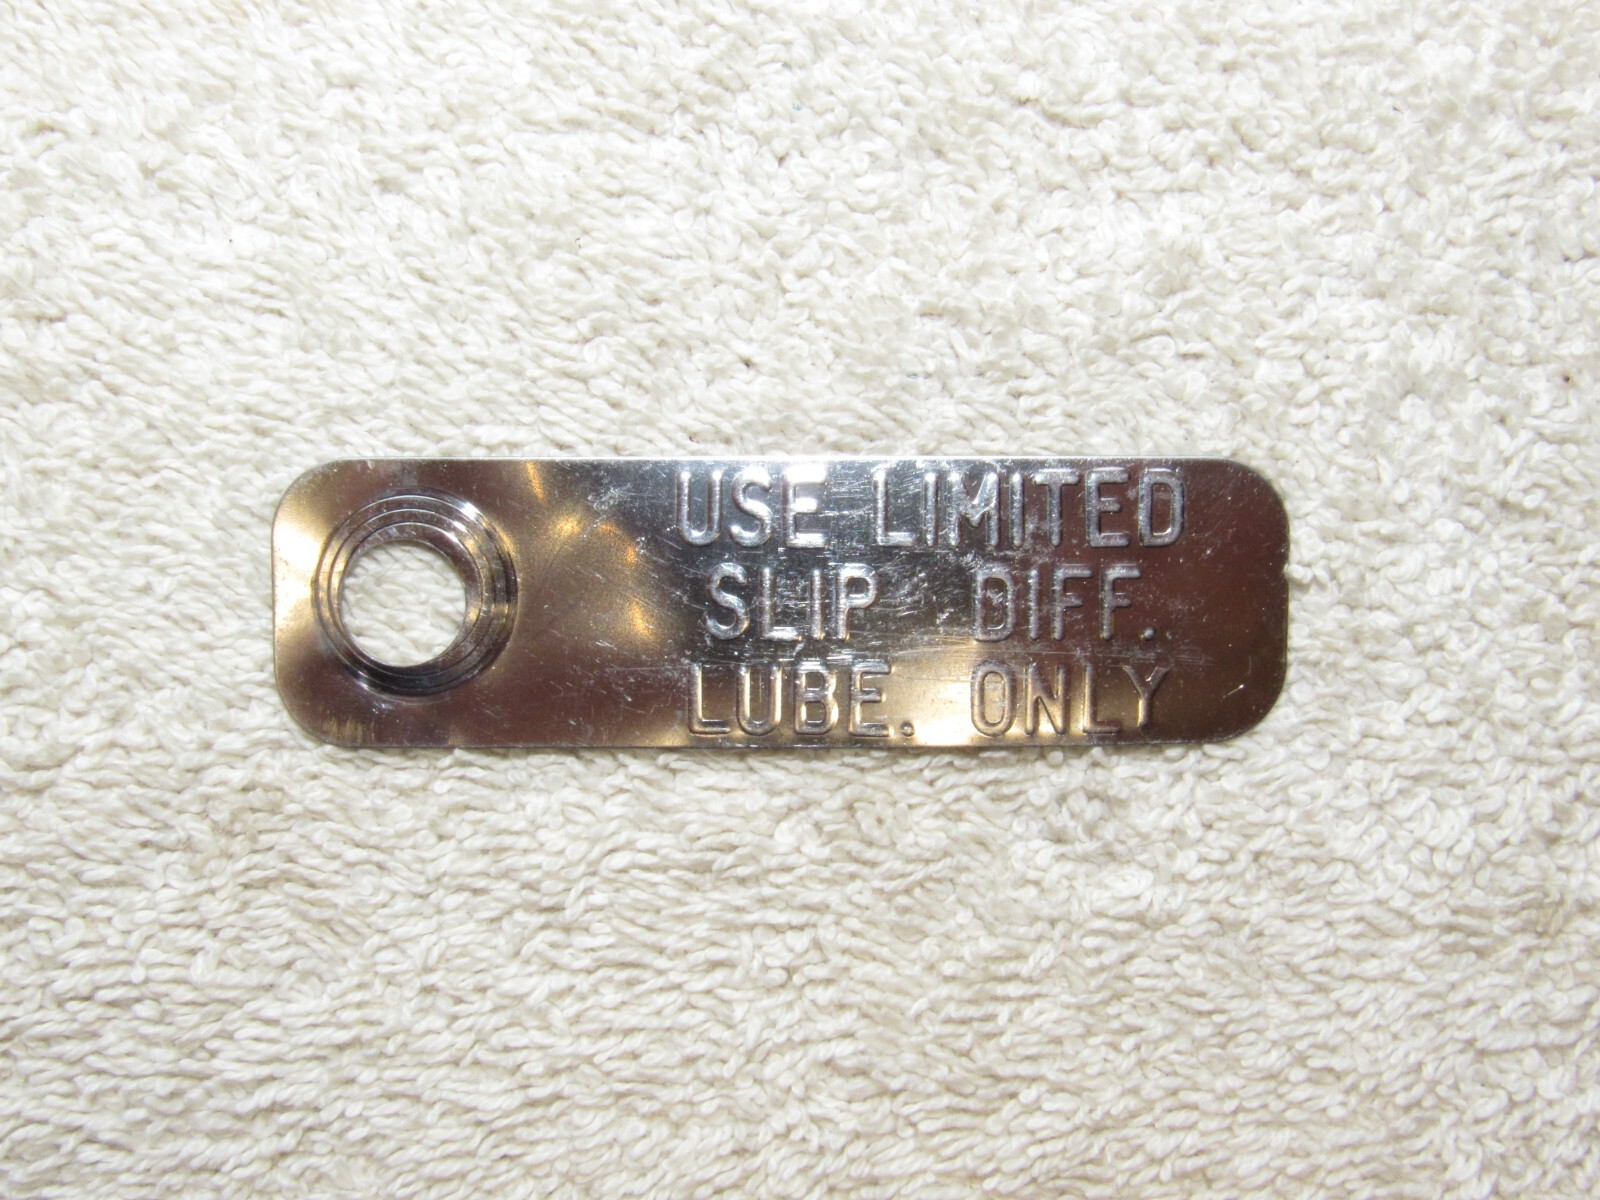 USE LIMITED
SLIP DIFF.
LUBE. ONLY